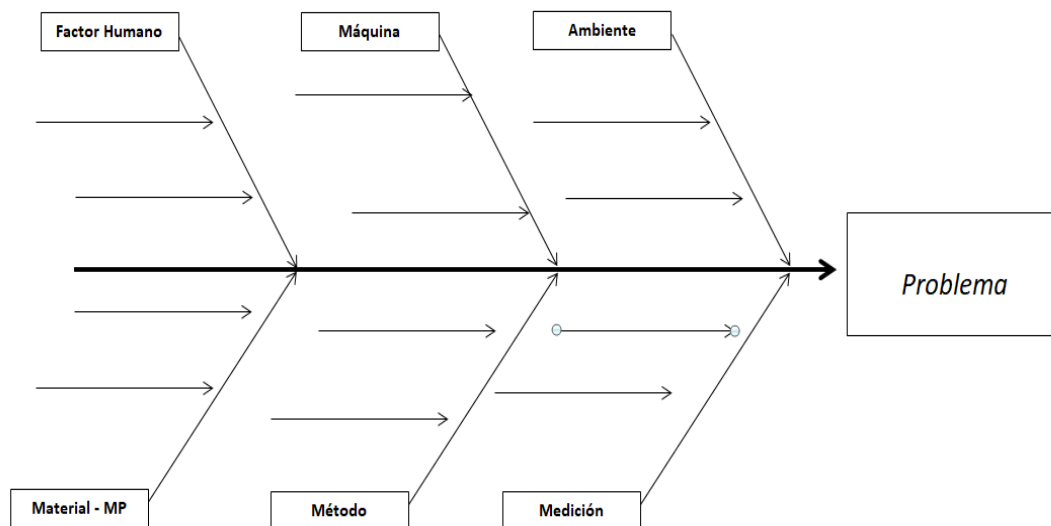 Factor Humano
Máquina
Ambiente
Problema
Material - MP
Método
Medición